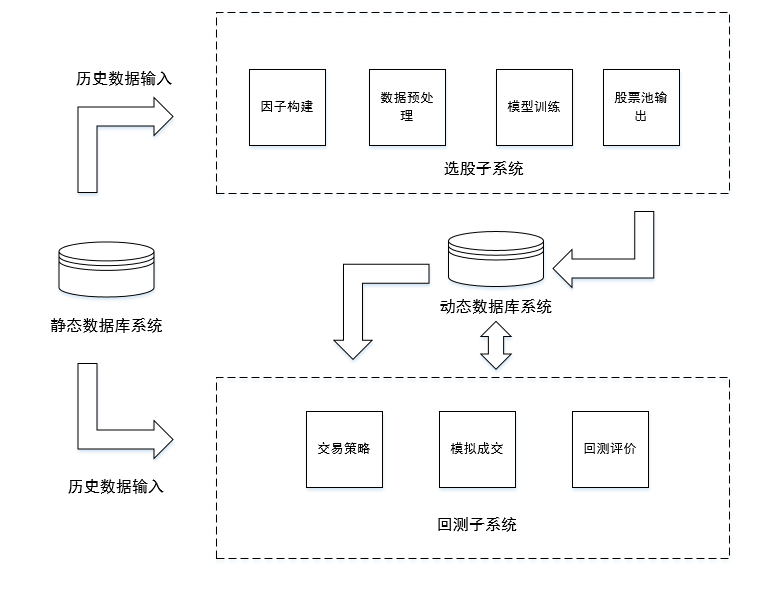 历史数据输入
因子构建
数据预处
理
模型训练
股票池输
出
选股子系统
静态数据库系统
动态数据库系统
历史数据输入
交易策略
模拟成交
回测评价
回测子系统